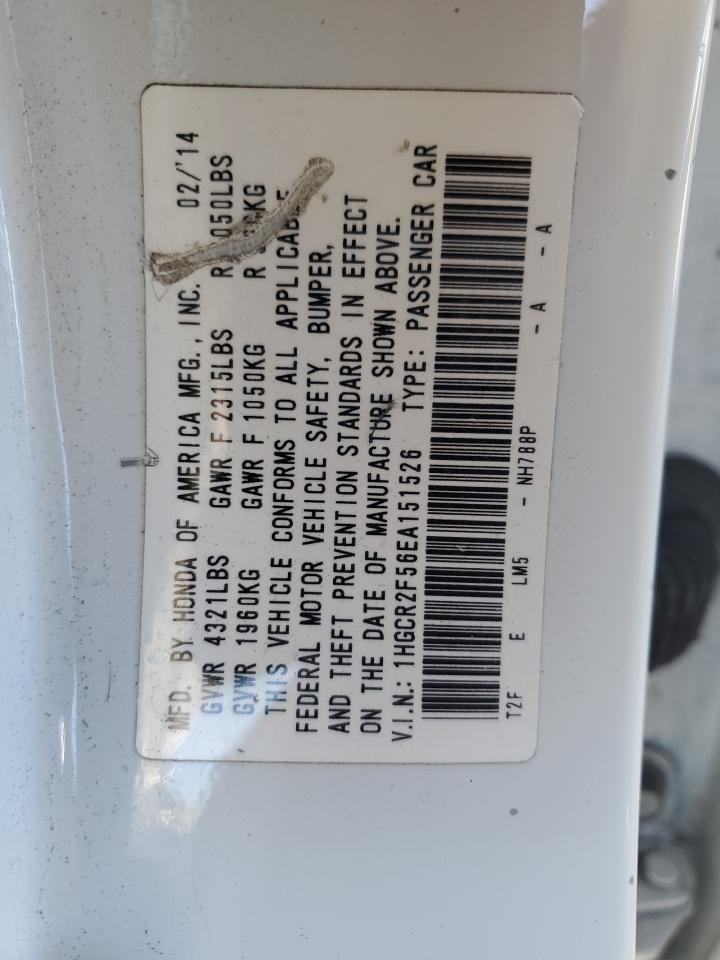 MFD. BY HONDA OF AMERICA MFG., INC. 02/'14
GVWR 4321LBS GAWR F 2315LBS R 050LBS
GVWR 1960KG GAWR F 1050KG R KG
THIS VEHICLE CONFORMS TO ALL APPLICABLE
FEDERAL MOTOR VEHICLE SAFETY, BUMPER,
AND THEFT PREVENTION STANDARDS IN EFFECT
ON THE DATE OF MANUFACTURE SHOWN ABOVE.
V.I.N.: 1HGCR2F56EA151526 TYPE: PASSENGER CAR
T2F E LM5 - NH788P - A - A